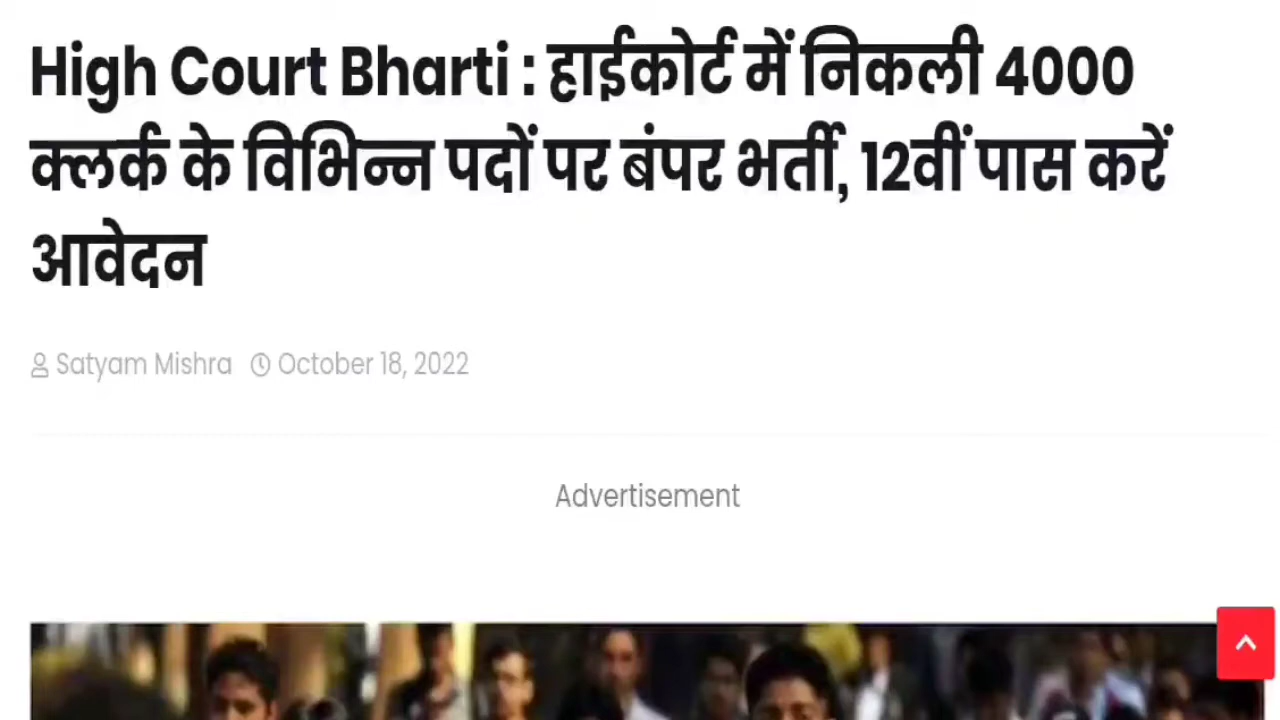 High Court Bharti : हाईकोर्ट में निकली 4000
क्लर्क के विभिन्न पदों पर बंपर भर्ती, 12वीं पास करें
आवेदन
Satyam Mishra October 18, 2022
Advertisement